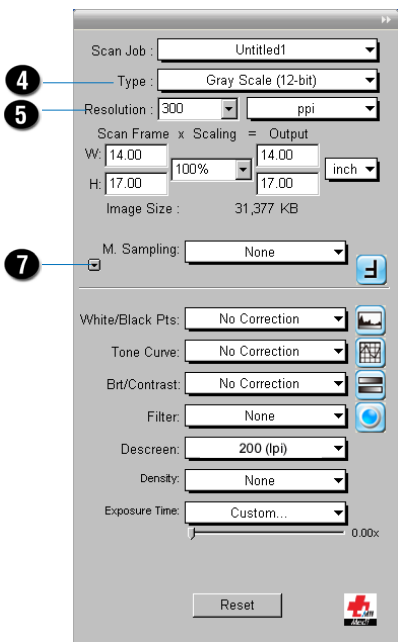 Scan Job : Untitled1
4 Type : Gray Scale (12-bit)
5 Resolution : 300 ppi
Scan Frame x Scaling = Output
W: 14.00 100% 14.00 inch
H: 17.00 17.00
Image Size : 31,377 KB
7 M. Sampling: None
White/Black Pts: No Correction
Tone Curve: No Correction
Brt/Contrast: No Correction
Filter: None
Descreen: 200 (lpi)
Density: None
Exposure Time: Custom...
0.00x
Reset